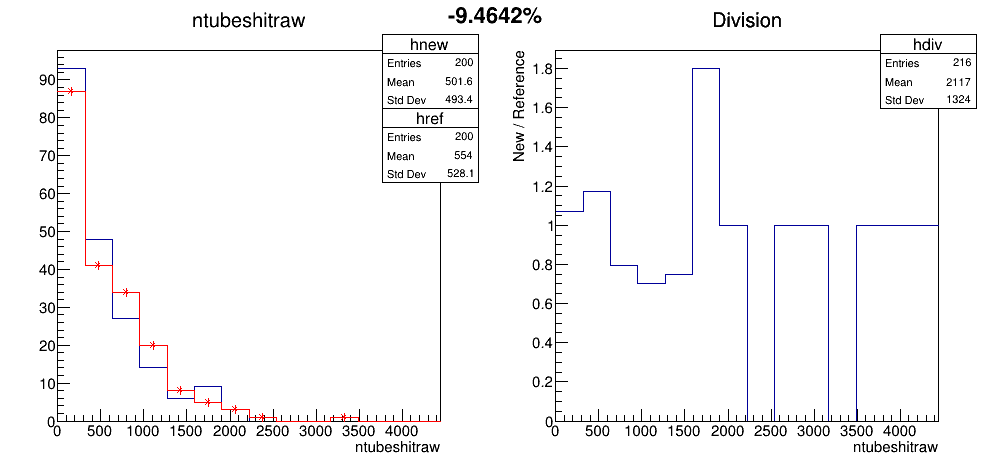 -9.4642%
ntubeshitraw
hnew
Entries 200
Mean 501.6
Std Dev 493.4
href
Entries 200
Mean 554
Std Dev 528.1
90
80
70
60
50
40
30
20
10
0
0 500 1000 1500 2000 2500 3000 3500 4000
ntubeshitraw
Division
hdiv
Entries 216
Mean 2117
Std Dev 1324
New / Reference
1.8
1.6
1.4
1.2
1
0.8
0.6
0.4
0.2
0
0 500 1000 1500 2000 2500 3000 3500 4000
ntubeshitraw